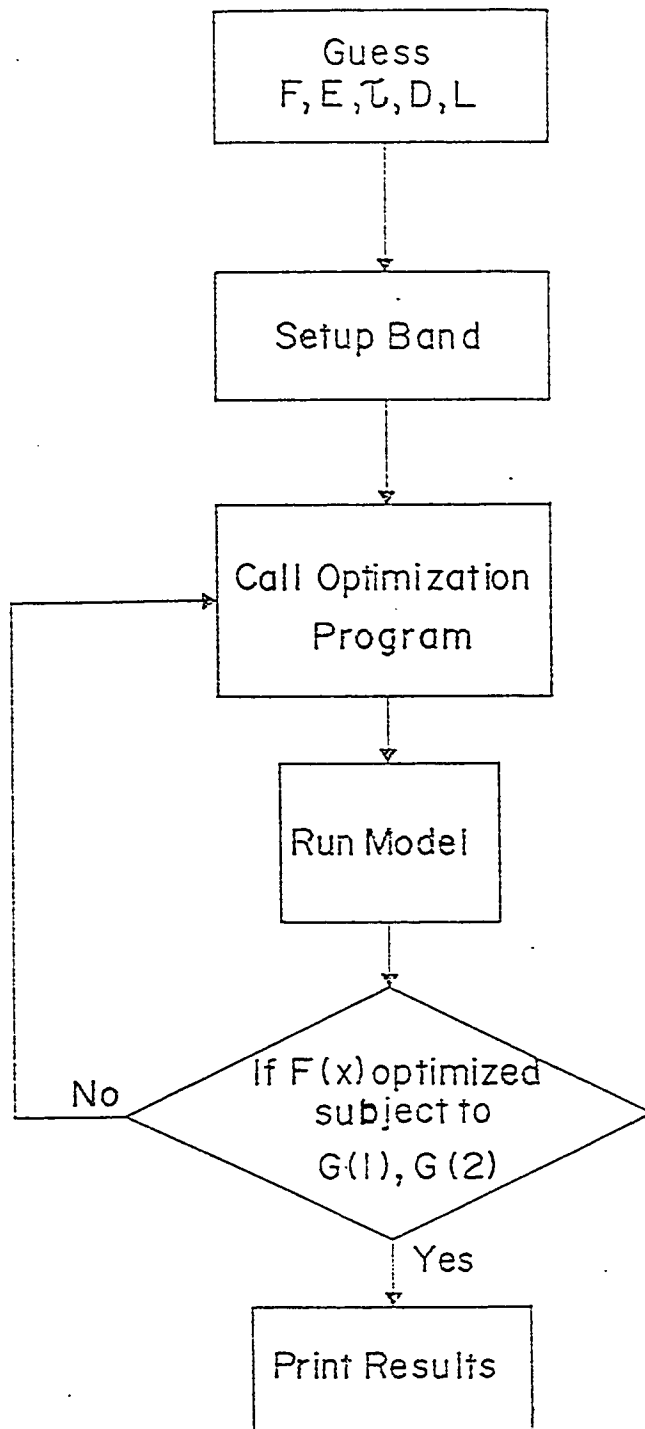 Guess
F, E, τ, D, L
Setup Band
Call Optimization
Program
Run Model
If F(x) optimized
subject to
G(1), G(2)
No
Yes
Print Results